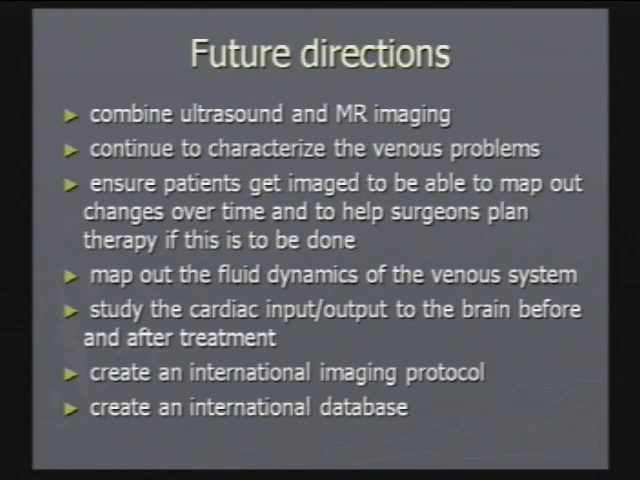 Future directions
► combine ultrasound and MR imaging
► continue to characterize the venous problems
► ensure patients get imaged to be able to map out
changes over time and to help surgeons plan
therapy if this is to be done
► map out the fluid dynamics of the venous system
► study the cardiac input/output to the brain before
and after treatment
► create an international imaging protocol
► create an international database